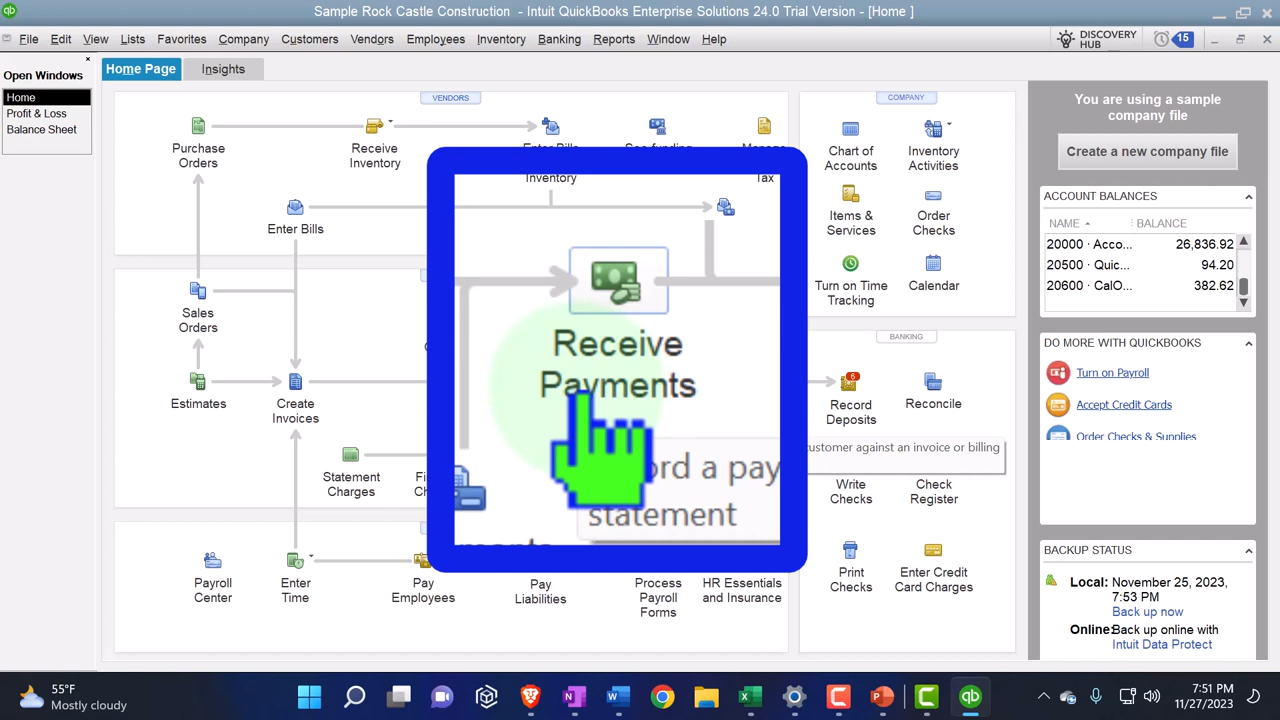 Sample Rock Castle Construction - Intuit QuickBooks Enterprise Solutions 24.0 Trial Version - [Home ]
File Edit View Lists Favorites Company Customers Vendors Employees Inventory Banking Reports Window Help
DISCOVERY
HUB
15
Open Windows
Home
Profit & Loss
Balance Sheet
Home Page
Insights
VENDORS
Purchase
Orders
Receive
Inventory
Enter Bills
Inventory
Tax
Enter Bills
Sales
Orders
Estimates
Create
Invoices
Statement
Charges
Receive
Payments
statement
customer against an invoice or billing
Payroll
Center
Enter
Time
Pay
Employees
Pay
Liabilities
Process
Payroll
Forms
HR Essentials
and Insurance
COMPANY
Chart of
Accounts
Inventory
Activities
Items &
Services
Order
Checks
Turn on Time
Tracking
Calendar
BANKING
6
Record
Deposits
Reconcile
Write
Checks
Check
Register
Print
Checks
Enter Credit
Card Charges
You are using a sample
company file
Create a new company file
ACCOUNT BALANCES
NAME BALANCE
20000 · Acco... 26,836.92
20500 · Quic... 94.20
20600 · CalO... 382.62
DO MORE WITH QUICKBOOKS
Turn on Payroll
Accept Credit Cards
Order Checks & Supplies
BACKUP STATUS
Local: November 25, 2023,
7:53 PM
Back up now
Online: Back up online with
Intuit Data Protect
55°F
Mostly cloudy
7:51 PM
11/27/2023